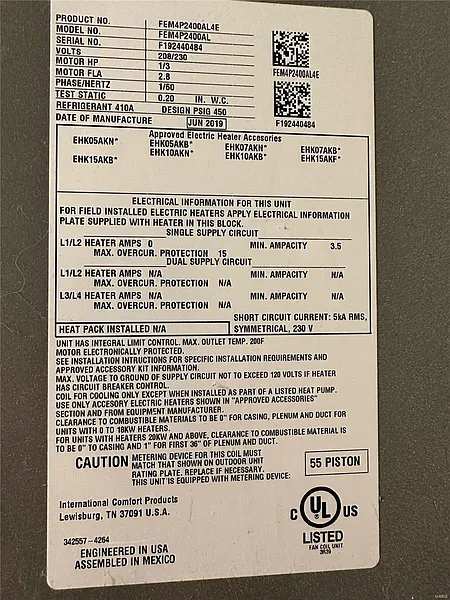 PRODUCT NO. FEM4P2400AL4E
MODEL NO. FEM4P2400AL
SERIAL NO. F192440484
VOLTS 208/230
MOTOR HP 1/3
MOTOR FLA 2.8
PHASE/HERTZ 1/60
TEST STATIC 0.20 IN. W.C.
REFRIGERANT 410A DESIGN PSIG 450
DATE OF MANUFACTURE JUN 2019
FEM4P2400AL4E
F192440484
Approved Electric Heater Accesories
EHK05AKN* EHK05AKB* EHK07AKN* EHK07AKB*
EHK15AKB* EHK10AKN* EHK10AKB* EHK15AKF*
ELECTRICAL INFORMATION FOR THIS UNIT
FOR FIELD INSTALLED ELECTRIC HEATERS APPLY ELECTRICAL INFORMATION
PLATE SUPPLIED WITH HEATER IN THIS BLOCK.
SINGLE SUPPLY CIRCUIT
L1/L2 HEATER AMPS 0 MIN. AMPACITY 3.5
MAX. OVERCUR. PROTECTION 15
DUAL SUPPLY CIRCUIT
L1/L2 HEATER AMPS N/A MIN. AMPACITY N/A
MAX. OVERCUR. PROTECTION N/A
L3/L4 HEATER AMPS N/A MIN. AMPACITY N/A
MAX. OVERCUR. PROTECTION N/A
SHORT CIRCUIT CURRENT: 5kA RMS,
HEAT PACK INSTALLED N/A SYMMETRICAL, 230 V
UNIT HAS INTEGRAL LIMIT CONTROL. MAX. OUTLET TEMP. 200F
MOTOR ELECTRONICALLY PROTECTED.
SEE INSTALLATION INTRUCTIONS FOR SPECIFIC INSTALLATION REQUIREMENTS AND
APPROVED ACCESORY KIT INFORMATION.
MAX. VOLTAGE TO GROUND OF SUPPLY CIRCUIT NOT TO EXCEED 120 VOLTS IF HEATER
HAS CIRCUIT BREAKER CONTROL.
COIL FOR COOLING ONLY EXCEPT WHEN INSTALLED AS PART OF A LISTED HEAT PUMP.
USE ONLY ACCESORY ELECTRIC HEATERS SHOWN IN "APPROVED ACCESSORIES"
SECTION AND FROM EQUIPMENT MANUFACTURER.
CLEARANCE TO COMBUSTIBLE MATERIALS TO BE 0" FOR CASING, PLENUM AND DUCT FOR
UNITS WITH 0 TO 18KW HEATERS.
FOR UNITS WITH HEATERS 20KW AND ABOVE, CLEARANCE TO COMBUSTIBLE MATERIAL IS
TO BE 0" TO CASING AND 1" FOR FIRST 36" OF PLENUM AND DUCT.
CAUTION METERING DEVICE FOR THIS COIL MUST
MATCH THAT SHOWN ON OUTDOOR UNIT
RATING PLATE. REPLACE IF NECESSARY.
THIS UNIT IS EQUIPPED WITH METERING DEVICE:
55 PISTON
International Comfort Products
Lewisburg, TN 37091 U.S.A.
C UL US
LISTED
FAN COIL UNIT
3R39
342557-4264
ENGINEERED IN USA
ASSEMBLED IN MEXICO